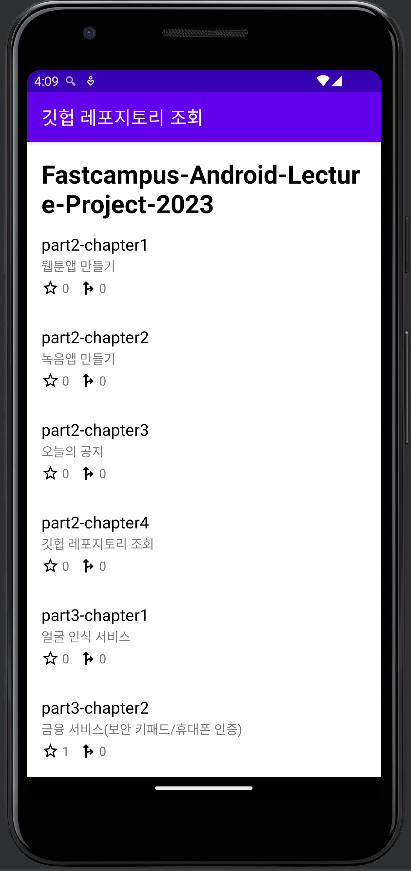 4:09
깃헙 레포지토리 조회
Fastcampus-Android-Lectur
e-Project-2023
part2-chapter1
웹툰앱 만들기
0 0
part2-chapter2
녹음앱 만들기
0 0
part2-chapter3
오늘의 공지
0 0
part2-chapter4
깃헙 레포지토리 조회
0 0
part3-chapter1
얼굴 인식 서비스
0 0
part3-chapter2
금융 서비스(보안 키패드/휴대폰 인증)
1 0